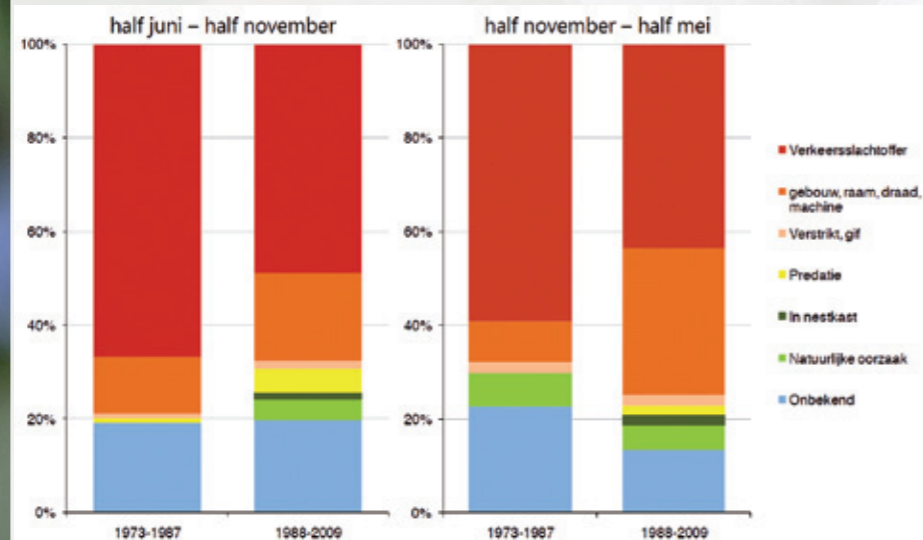 half juni – half november
100%
80%
60%
40%
20%
0%
1973-1987
1988-2009
half november – half mei
100%
80%
60%
40%
20%
0%
1973-1987
1988-2009
Verkeersslachtoffer
gebouw, raam, draad,
machine
Verstrikt, gif
Predatie
In nestkast
Natuurlijke oorzaak
Onbekend